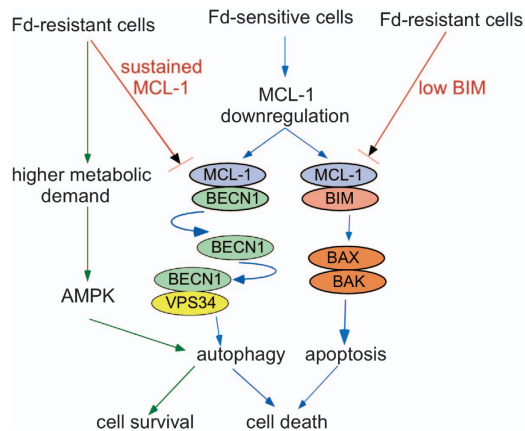 Fd-resistant cells
Fd-sensitive cells
Fd-resistant cells
sustained
MCL-1
low BIM
MCL-1
downregulation
higher metabolic
demand
MCL-1
BECN1
MCL-1
BIM
BECN1
BAX
BAK
BECN1
VPS34
AMPK
autophagy
apoptosis
cell survival
cell death